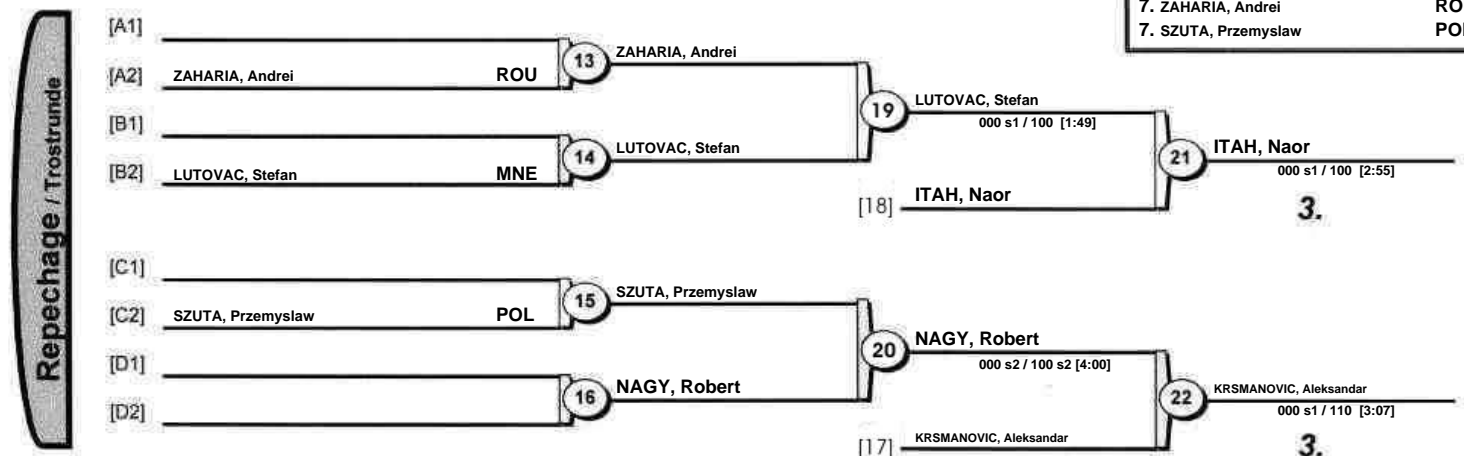 7. ZAHARIA, Andrei
7. SZUTA, Przemyslaw
Repechage / Trostrunde
[A1]
[A2] ZAHARIA, Andrei ROU
13 ZAHARIA, Andrei
[B1]
[B2] LUTOVAC, Stefan MNE
14 LUTOVAC, Stefan
19 LUTOVAC, Stefan
000 s1 / 100 [1:49]
[18] ITAH, Naor
21 ITAH, Naor
000 s1 / 100 [2:55]
3.
[C1]
[C2] SZUTA, Przemyslaw POL
15 SZUTA, Przemyslaw
[D1]
[D2]
16 NAGY, Robert
20 NAGY, Robert
000 s2 / 100 s2 [4:00]
[17] KRSMANOVIC, Aleksandar
22 KRSMANOVIC, Aleksandar
000 s1 / 110 [3:07]
3.